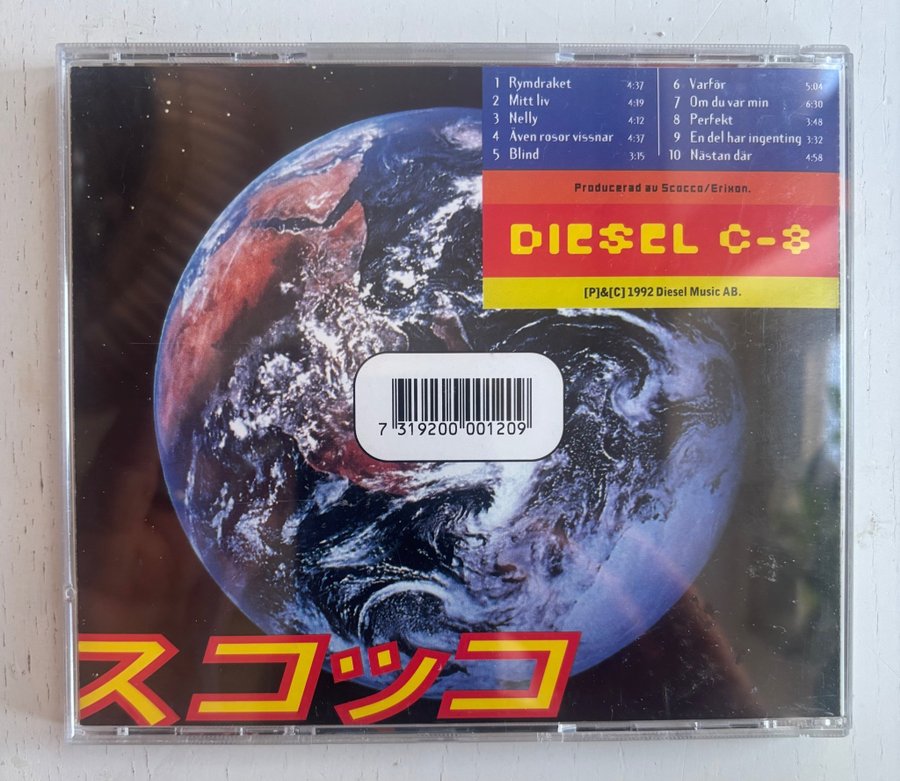 1 Rymdraket 4:37
2 Mitt liv 4:19
3 Nelly 4:12
4 Även rosor vissnar 4:37
5 Blind 3:15
6 Varför 5:04
7 Om du var min 6:30
8 Perfekt 3:48
9 En del har ingenting 3:32
10 Nästan där 4:58
Producerad av Scocco/Erixon.
DIESEL C-8
[P]&[C] 1992 Diesel Music AB.
7 319200 001209
スコッコ